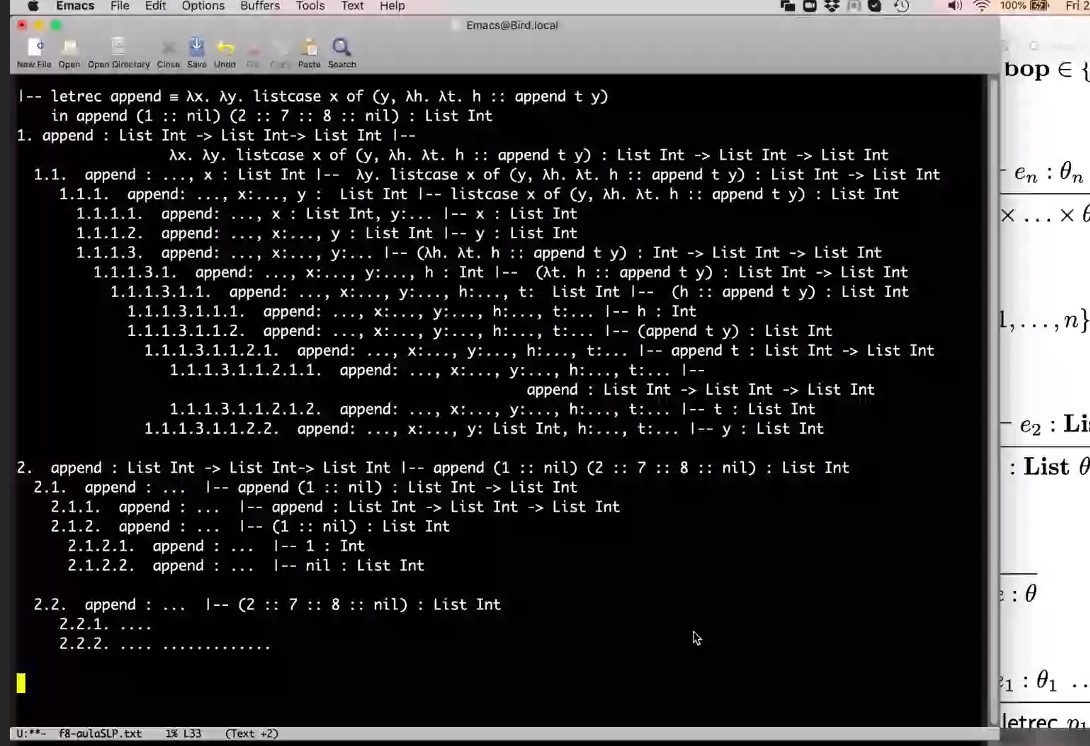 Emacs File Edit Options Buffers Tools Text Help 100% Fri 2
Emacs@Bird.local
New File Open Open Directory Close Save Undo Paste Search
|-- letrec append ≡ λx. λy. listcase x of (y, λh. λt. h :: append t y)
in append (1 :: nil) (2 :: 7 :: 8 :: nil) : List Int
1. append : List Int -> List Int-> List Int |--
λx. λy. listcase x of (y, λh. λt. h :: append t y) : List Int -> List Int -> List Int
1.1. append : ..., x : List Int |-- λy. listcase x of (y, λh. λt. h :: append t y) : List Int -> List Int
1.1.1. append: ..., x:..., y : List Int |-- listcase x of (y, λh. λt. h :: append t y) : List Int
1.1.1.1. append: ..., x : List Int, y:... |-- x : List Int
1.1.1.2. append: ..., x:..., y : List Int |-- y : List Int
1.1.1.3. append: ..., x:..., y:... |-- (λh. λt. h :: append t y) : Int -> List Int -> List Int
1.1.1.3.1. append: ..., x:..., y:..., h : Int |-- (λt. h :: append t y) : List Int -> List Int
1.1.1.3.1.1. append: ..., x:..., y:..., h:..., t: List Int |-- (h :: append t y) : List Int
1.1.1.3.1.1.1. append: ..., x:..., y:..., h:..., t:... |-- h : Int
1.1.1.3.1.1.2. append: ..., x:..., y:..., h:..., t:... |-- (append t y) : List Int
1.1.1.3.1.1.2.1. append: ..., x:..., y:..., h:..., t:... |-- append t : List Int -> List Int
1.1.1.3.1.1.2.1.1. append: ..., x:..., y:..., h:..., t:... |--
append : List Int -> List Int -> List Int
1.1.1.3.1.1.2.1.2. append: ..., x:..., y:..., h:..., t:... |-- t : List Int
1.1.1.3.1.1.2.2. append: ..., x:..., y: List Int, h:..., t:... |-- y : List Int
2. append : List Int -> List Int-> List Int |-- append (1 :: nil) (2 :: 7 :: 8 :: nil) : List Int
2.1. append : ... |-- append (1 :: nil) : List Int -> List Int
2.1.1. append : ... |-- append : List Int -> List Int -> List Int
2.1.2. append : ... |-- (1 :: nil) : List Int
2.1.2.1. append : ... |-- 1 : Int
2.1.2.2. append : ... |-- nil : List Int
2.2. append : ... |-- (2 :: 7 :: 8 :: nil) : List Int
2.2.1. ....
2.2.2. .... .............
U:**- f8-aulaSLP.txt 1% L33 (Text +2)
bop ∈ {
e_n : θ_n
× ... × θ
1, ..., n}
e_2 : Li
: List θ
: θ
e_1 : θ_1 ..
letrec p_1